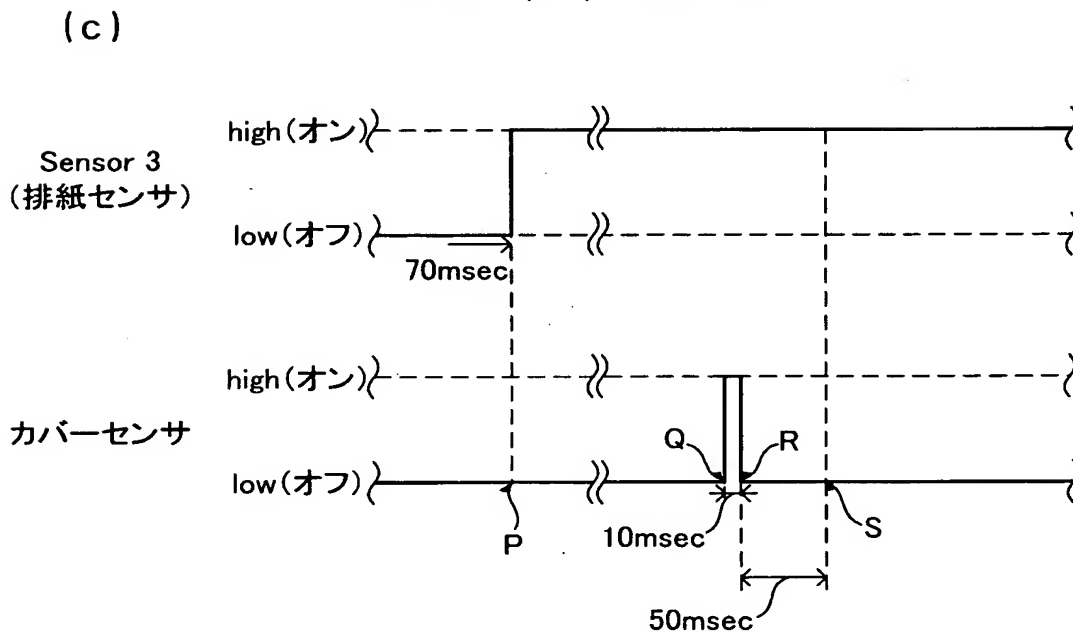 (c)
high(オン)
Sensor 3
(排紙センサ)
low(オフ)
70msec
high(オン)
カバーセンサ
Q
R
low(オフ)
P
10msec
S
50msec